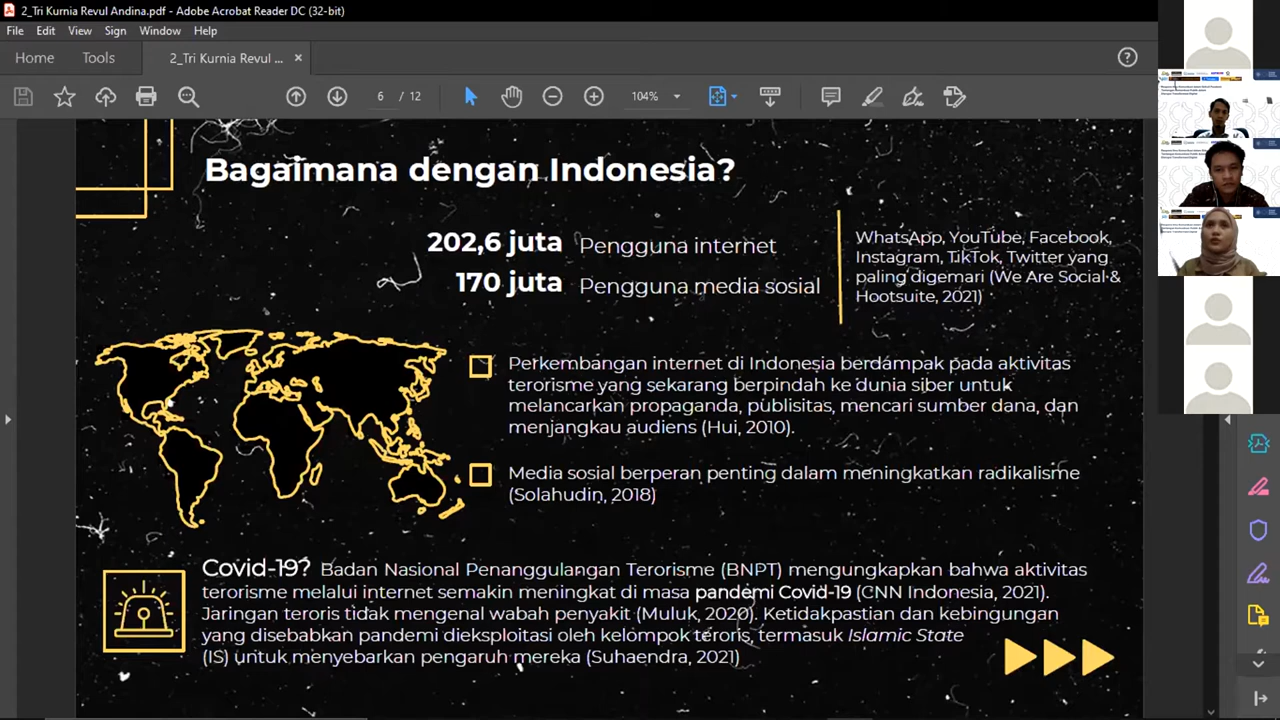 2_Tri Kurnia Revul Andina.pdf - Adobe Acrobat Reader DC (32-bit)
File Edit View Sign Window Help
Home Tools 2_Tri Kurnia Revul ... ×
6 / 12 104%
Bagaimana dengan Indonesia?
202,6 juta Pengguna internet
170 juta Pengguna media sosial
WhatsApp, YouTube, Facebook,
Instagram, TikTok, Twitter yang
paling digemari (We Are Social &
Hootsuite, 2021)
Perkembangan internet di Indonesia berdampak pada aktivitas
terorisme yang sekarang berpindah ke dunia siber untuk
melancarkan propaganda, publisitas, mencari sumber dana, dan
menjangkau audiens (Hui, 2010).
Media sosial berperan penting dalam meningkatkan radikalisme
(Solahudin, 2018)
Covid-19? Badan Nasional Penanggulangan Terorisme (BNPT) mengungkapkan bahwa aktivitas
terorisme melalui internet semakin meningkat di masa pandemi Covid-19 (CNN Indonesia, 2021).
Jaringan teroris tidak mengenal wabah penyakit (Muluk, 2020). Ketidakpastian dan kebingungan
yang disebabkan pandemi dieksploitasi oleh kelompok teroris, termasuk Islamic State
(IS) untuk menyebarkan pengaruh mereka (Suhaendra, 2021)